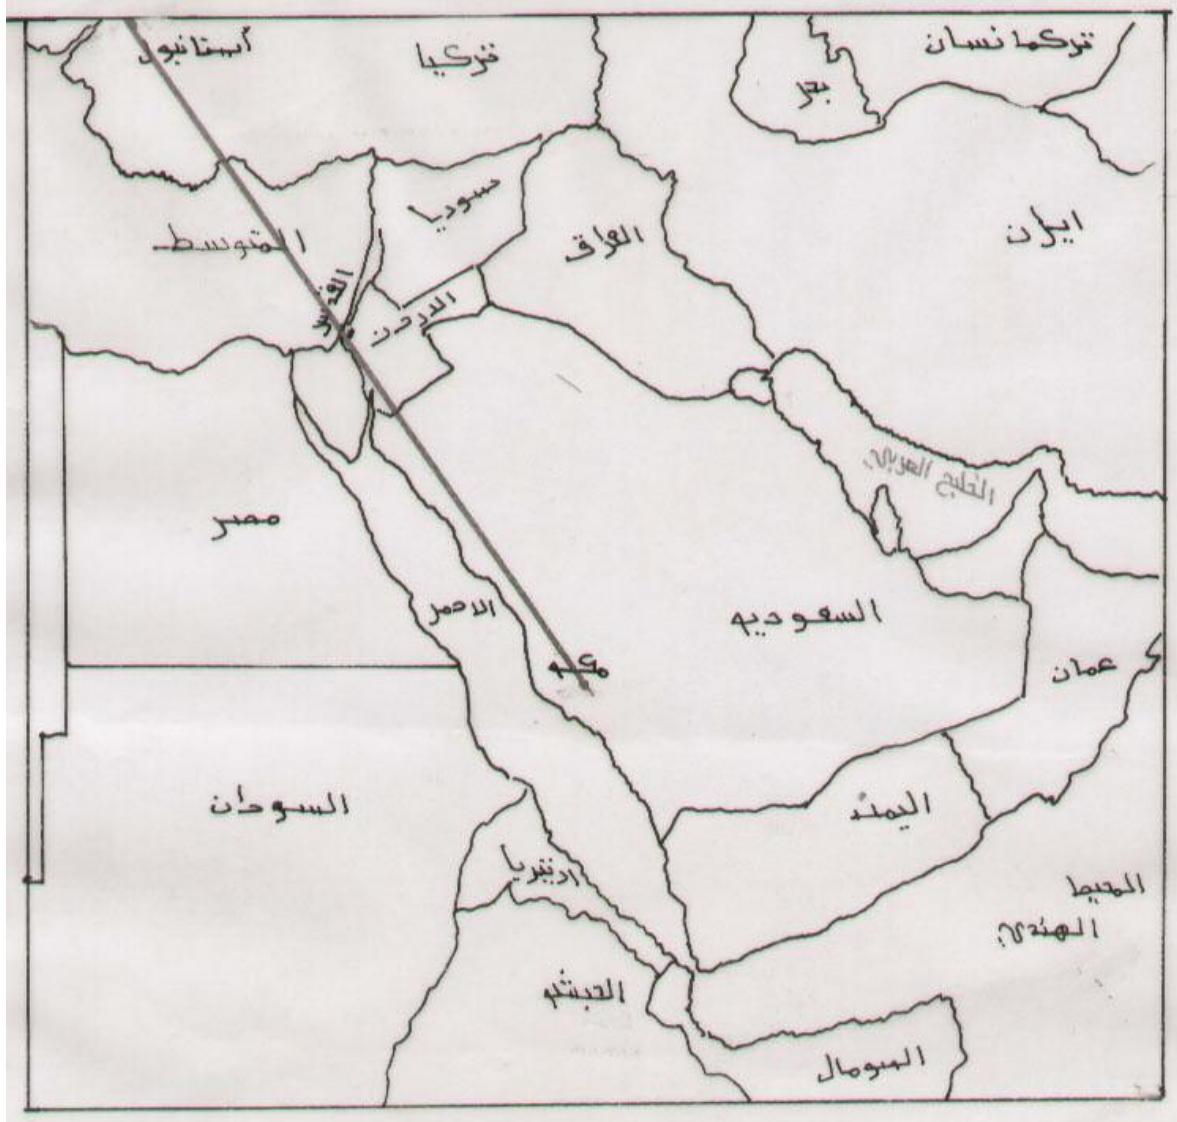 أستانبول
تركيا
بحر
تركمانستان
سوريا
المتوسط
العراق
ايران
القدس
الاردن
الخليج العربي
مصر
الاحمر
السعوديه
مكه
عمان
السودان
اليمن
ارتيريا
المحيط
الهندي
الحبشه
الصومال